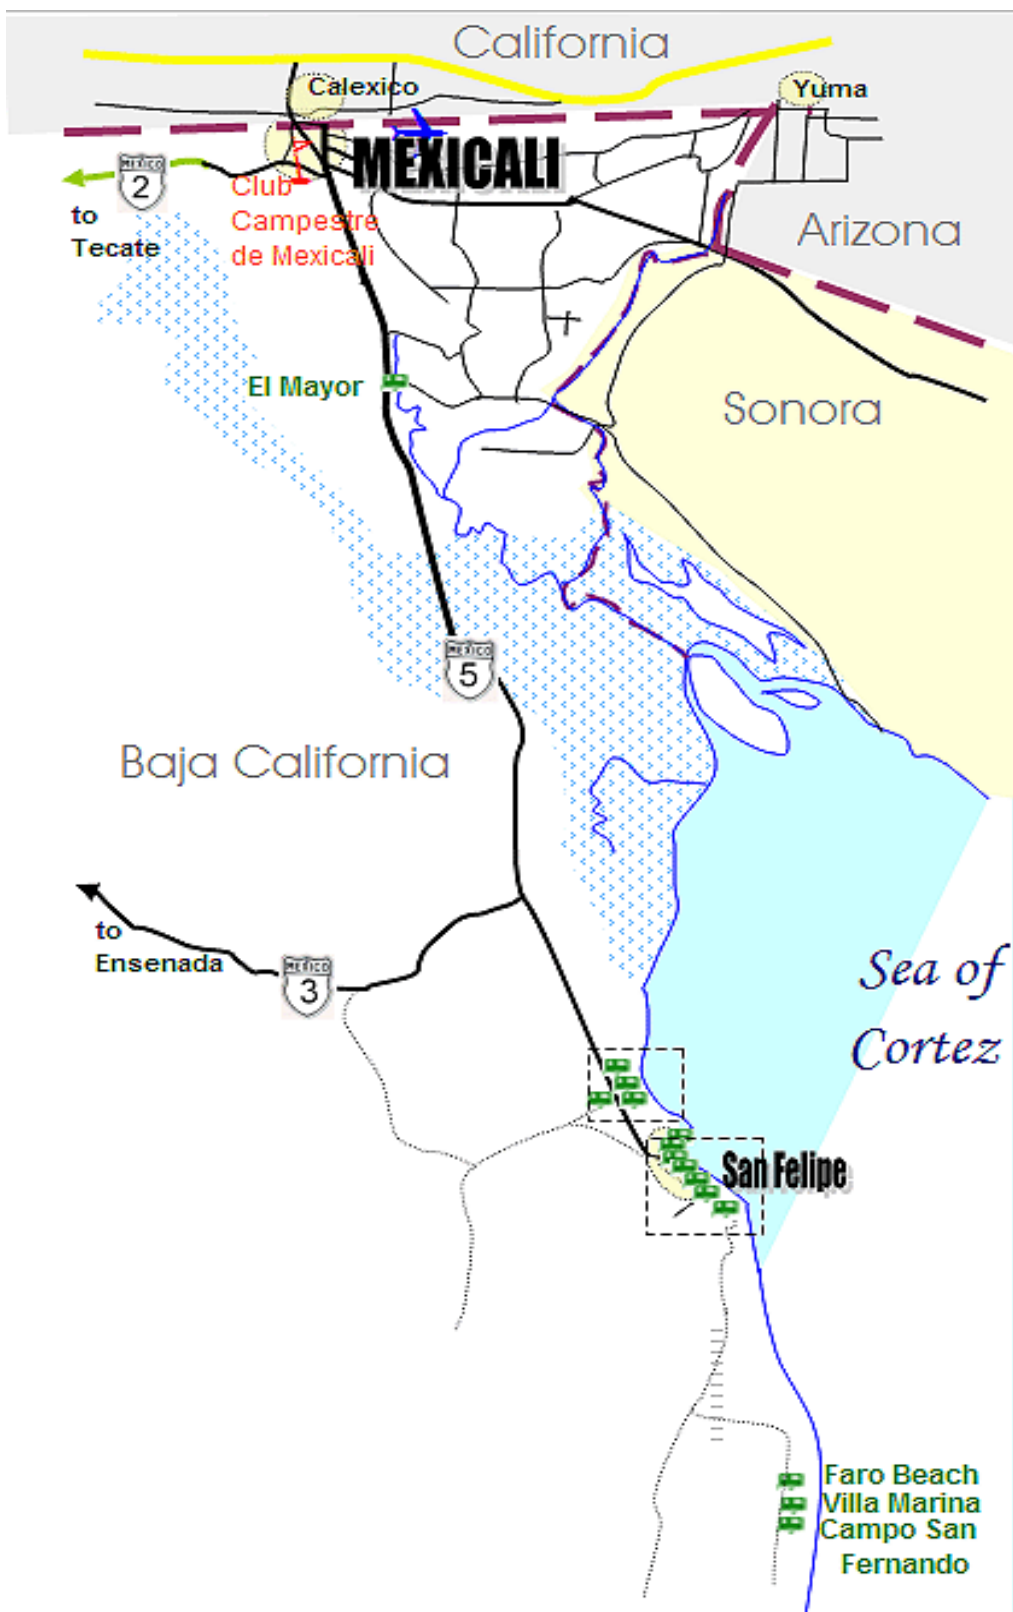 California
Calexico
Yuma
MEXICALI
MEXICO
2
to
Tecate
Club
Campestre
de Mexicali
Arizona
El Mayor
Sonora
MEXICO
5
Baja California
to
Ensenada
MEXICO
3
Sea of
Cortez
San Felipe
Faro Beach
Villa Marina
Campo San
Fernando